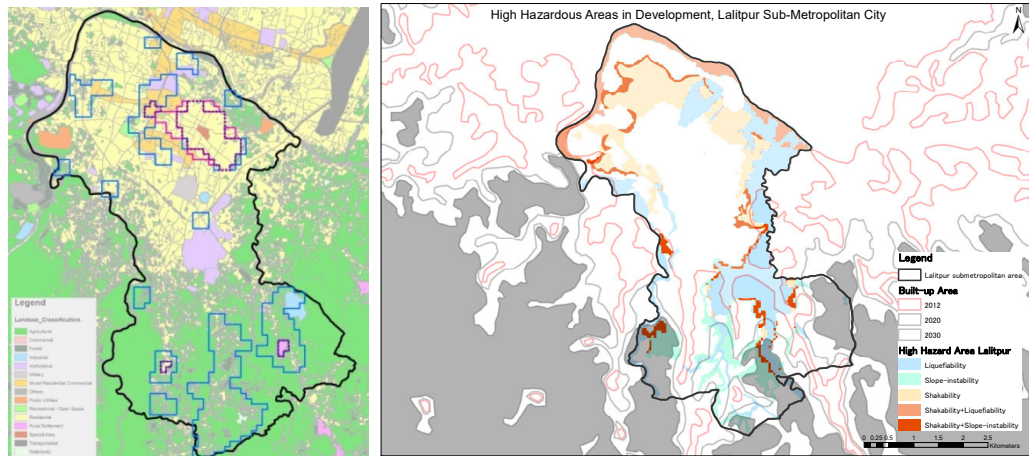 Legend
Landuse_Classification
Agricultural
Commercial
Forest
Industrial
Institutional
Military
Mixed Residential Commercial
Others
Public Utilities
Recreational / Open Space
Residential
Rural Settlement
Special Area
Transportation
Waterbody
High Hazardous Areas in Development, Lalitpur Sub-Metropolitan City
N
Legend
Lalitpur submetropolitan area
Built-up Area
2012
2020
2030
High Hazard Area Lalitpur
Liquefiability
Slope-instability
Shakability
Shakability+Liquefiability
Shakability+Slope-instability
0 0.25 0.5 1 1.5 2 2.5
Kilometers